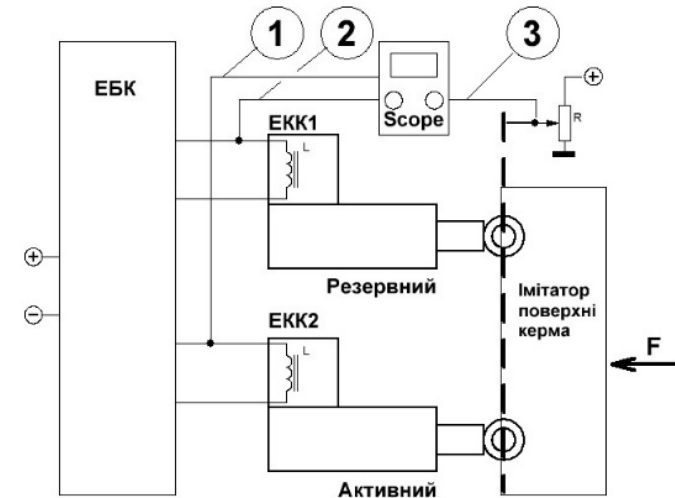 1
2
3
ЕБК
Scope
R
ЕКК1
L
Резервний
Імітатор
поверхні
керма
F
ЕКК2
L
Активний